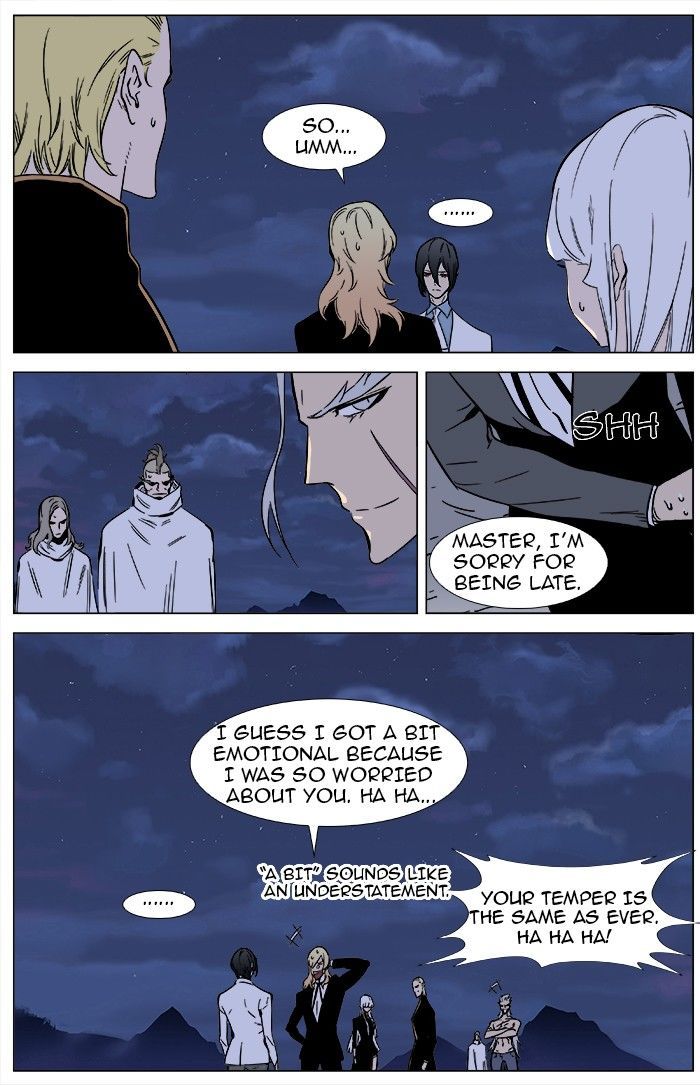 SO...
UMM...
......
SHH
MASTER, I'M
SORRY FOR
BEING LATE.
I GUESS I GOT A BIT
EMOTIONAL BECAUSE
I WAS SO WORRIED
ABOUT YOU. HA HA...
"A BIT" SOUNDS LIKE
AN UNDERSTATEMENT.
......
YOUR TEMPER IS
THE SAME AS EVER.
HA HA HA!